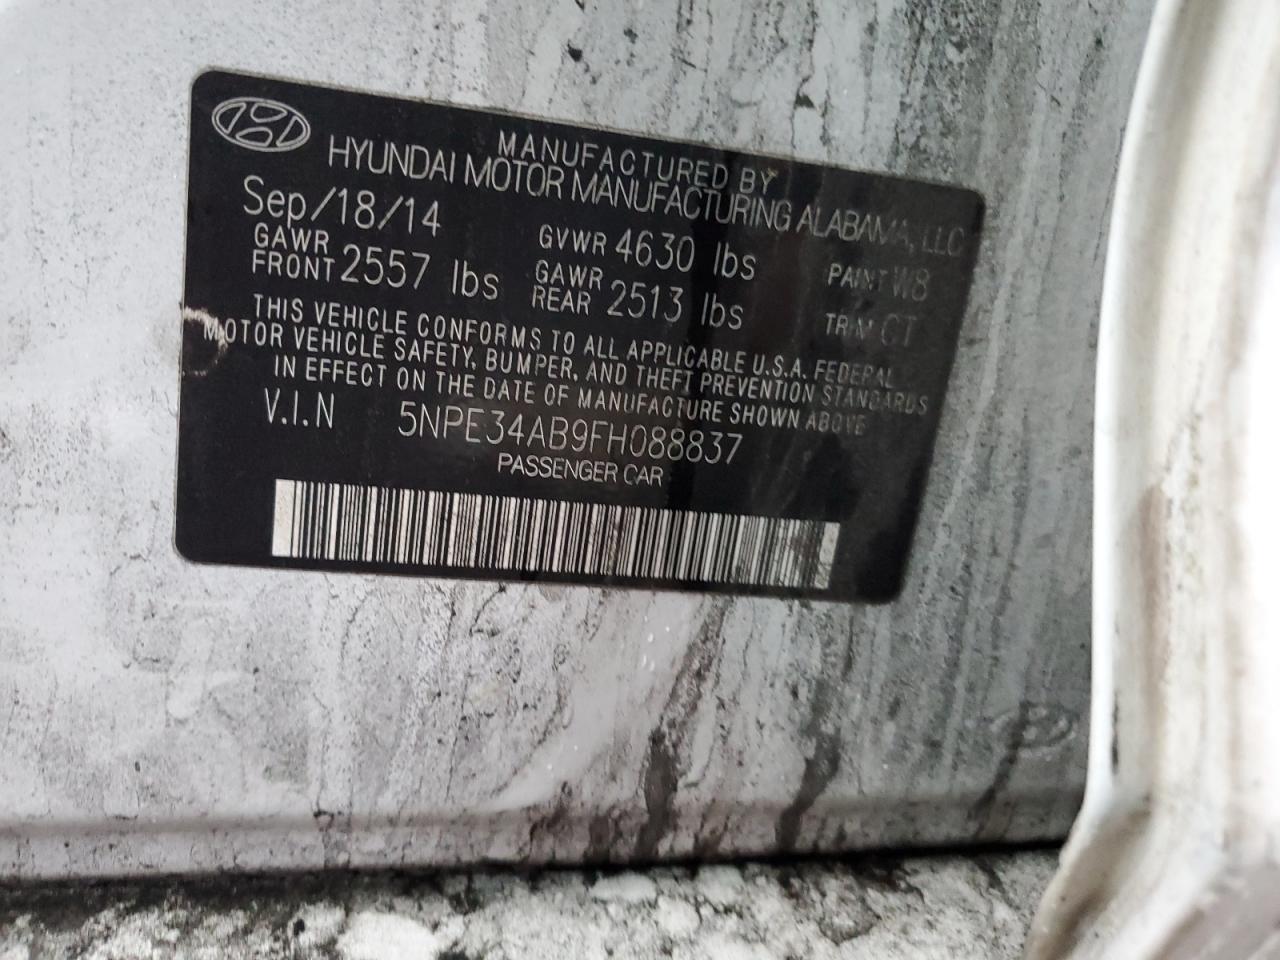 MANUFACTURED BY
HYUNDAI MOTOR MANUFACTURING ALABAMA, LLC
Sep/18/14 GVWR 4630 lbs PAINT W8
GAWR FRONT 2557 lbs GAWR REAR 2513 lbs TRIM CT
THIS VEHICLE CONFORMS TO ALL APPLICABLE U.S.A. FEDERAL
MOTOR VEHICLE SAFETY, BUMPER, AND THEFT PREVENTION STANDARDS
IN EFFECT ON THE DATE OF MANUFACTURE SHOWN ABOVE
V.I.N 5NPE34AB9FH088837
PASSENGER CAR